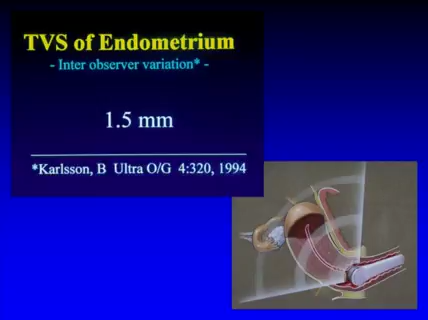 TVS of Endometrium
- Inter observer variation* -
1.5 mm
*Karlsson, B Ultra O/G 4:320, 1994